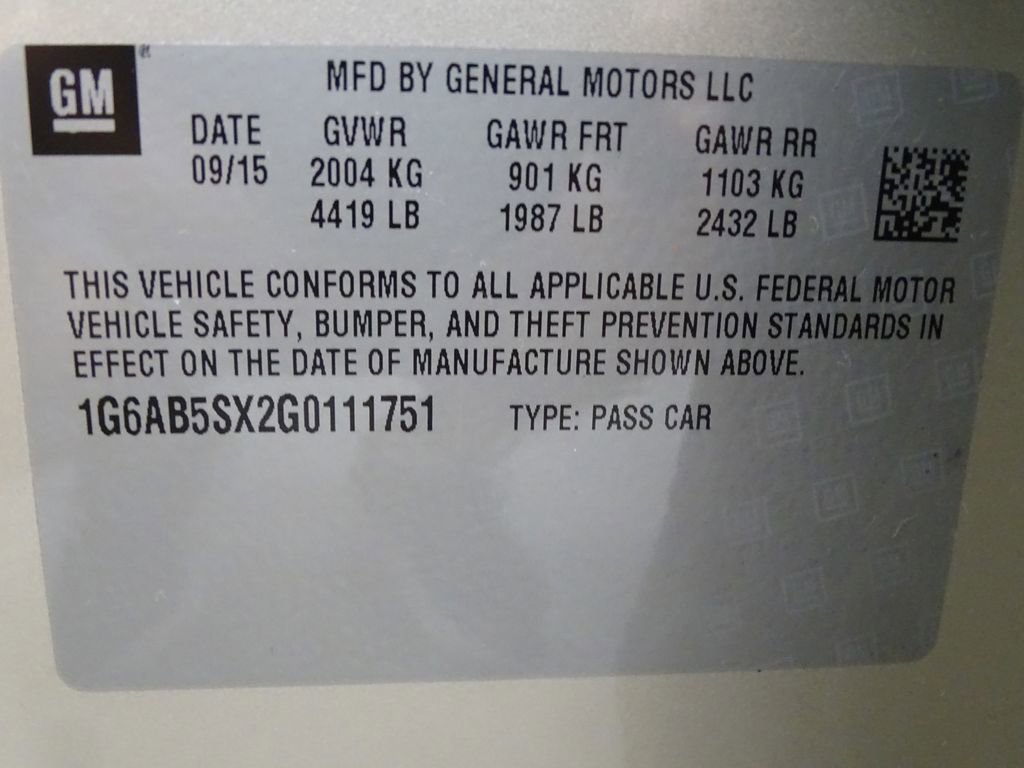 GM
MFD BY GENERAL MOTORS LLC
DATE GVWR GAWR FRT GAWR RR
09/15 2004 KG 901 KG 1103 KG
4419 LB 1987 LB 2432 LB
THIS VEHICLE CONFORMS TO ALL APPLICABLE U.S. FEDERAL MOTOR
VEHICLE SAFETY, BUMPER, AND THEFT PREVENTION STANDARDS IN
EFFECT ON THE DATE OF MANUFACTURE SHOWN ABOVE.
1G6AB5SX2G0111751 TYPE: PASS CAR